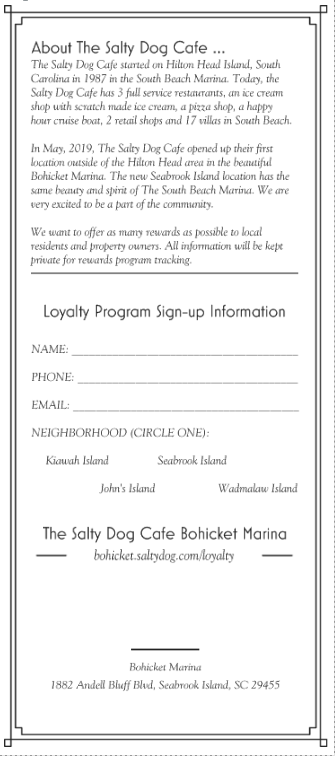 About The Salty Dog Cafe ...
The Salty Dog Cafe started on Hilton Head Island, South
Carolina in 1987 in the South Beach Marina. Today, the
Salty Dog Cafe has 3 full service restaurants, an ice cream
shop with scratch made ice cream, a pizza shop, a happy
hour cruise boat, 2 retail shops and 17 villas in South Beach.
In May, 2019, The Salty Dog Cafe opened up their first
location outside of the Hilton Head area in the beautiful
Bohicket Marina. The new Seabrook Island location has the
same beauty and spirit of The South Beach Marina. We are
very excited to be a part of the community.
We want to offer as many rewards as possible to local
residents and property owners. All information will be kept
private for rewards program tracking.
Loyalty Program Sign-up Information
NAME:
PHONE:
EMAIL:
NEIGHBORHOOD (CIRCLE ONE):
Kiawah Island Seabrook Island
John's Island Wadmalaw Island
The Salty Dog Cafe Bohicket Marina
bohicket.saltydog.com/loyalty
Bohicket Marina
1882 Andell Bluff Blvd, Seabrook Island, SC 29455